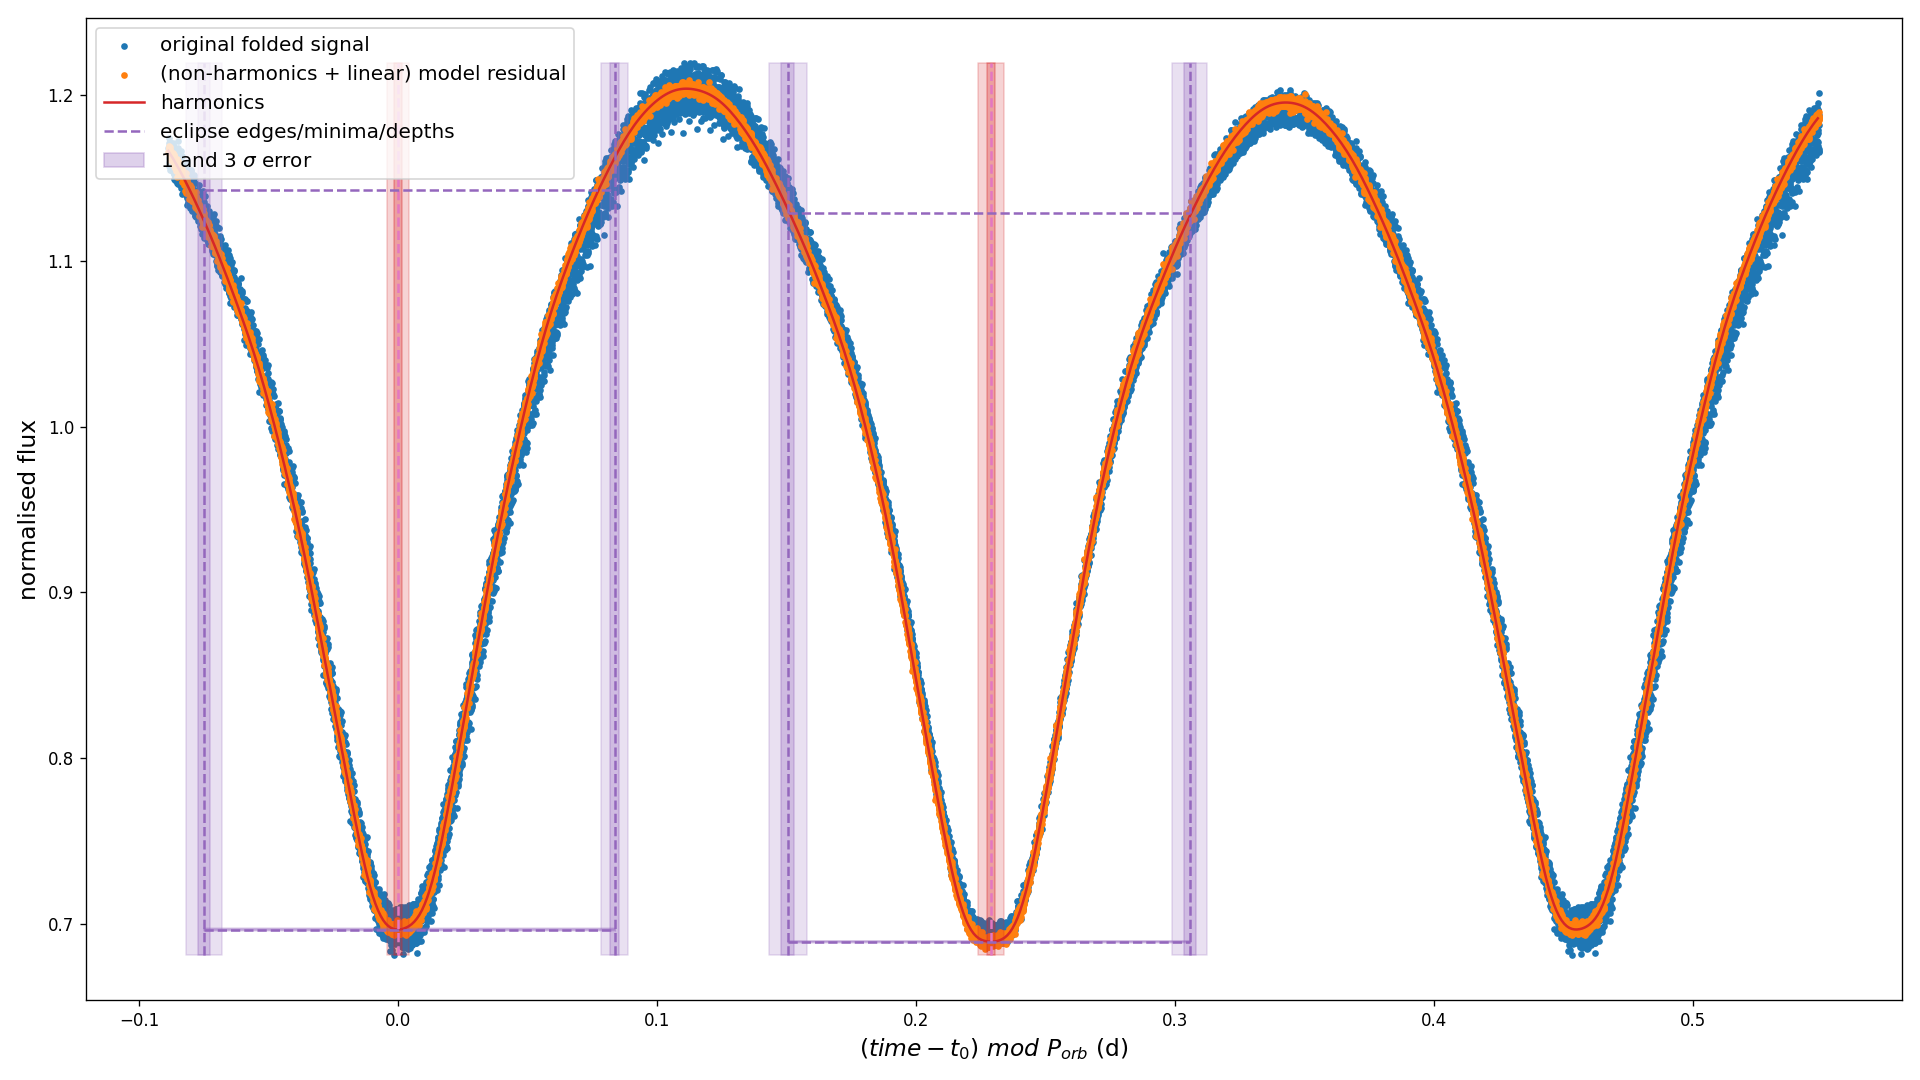 original folded signal
(non-harmonics + linear) model residual
harmonics
eclipse edges/minima/depths
1 and 3 σ error
normalised flux
1.2
1.1
1.0
0.9
0.8
0.7
−0.1 0.0 0.1 0.2 0.3 0.4 0.5
(time − t₀) mod Pₒᵣb (d)